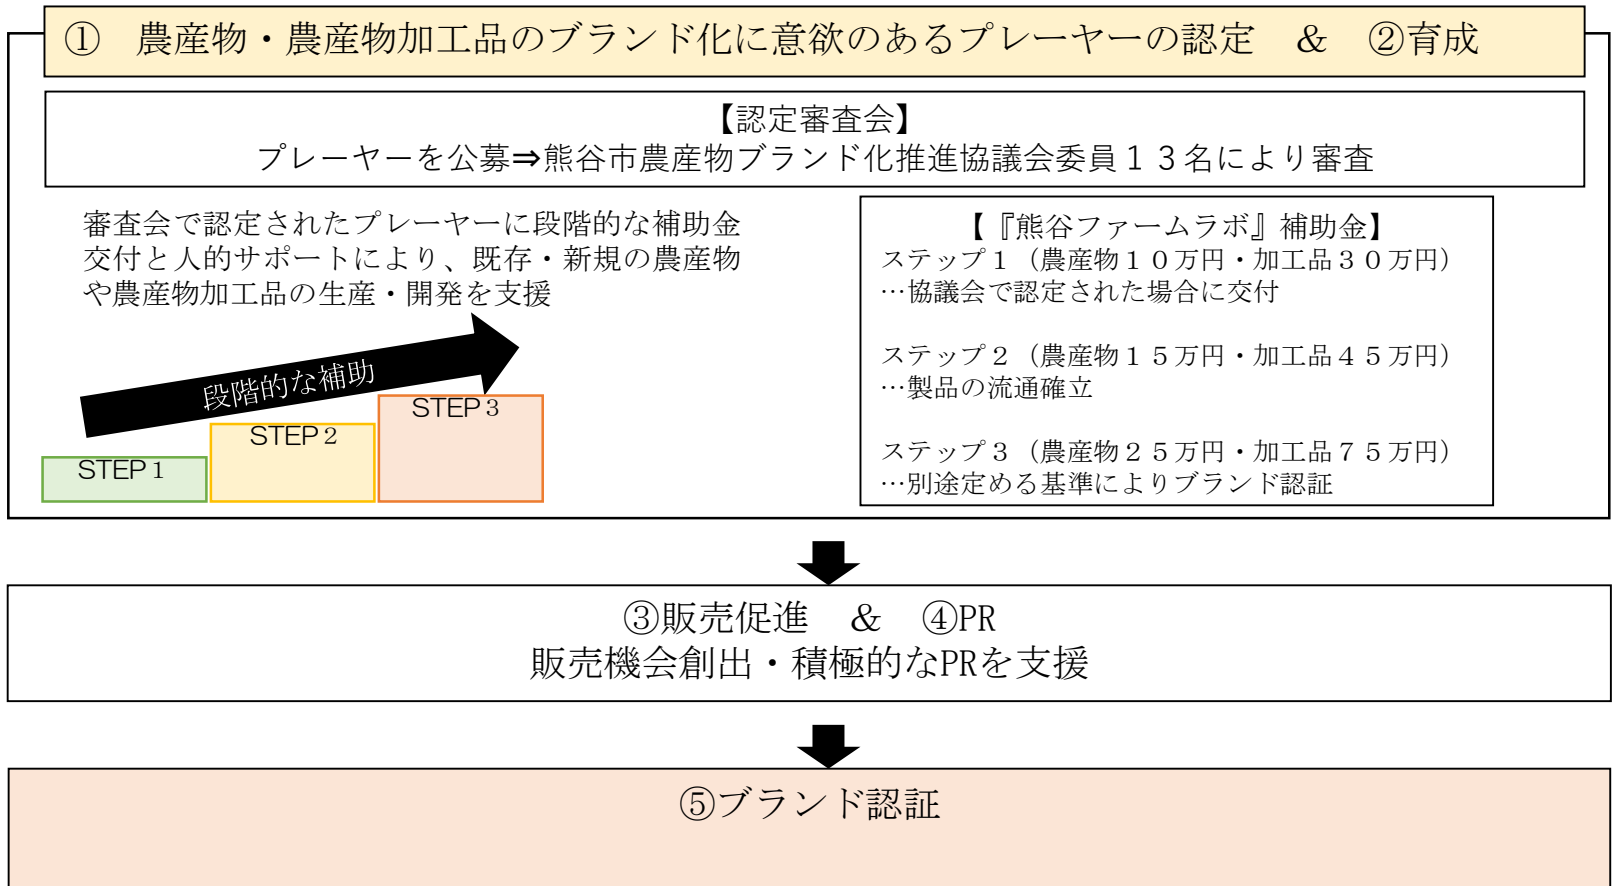 ①　農産物・農産物加工品のブランド化に意欲のあるプレーヤーの認定　＆　②育成
【認定審査会】
プレーヤーを公募⇒熊谷市農産物ブランド化推進協議会委員１３名により審査
審査会で認定されたプレーヤーに段階的な補助金
交付と人的サポートにより、既存・新規の農産物
や農産物加工品の生産・開発を支援
段階的な補助
STEP１
STEP２
STEP３
【『熊谷ファームラボ』補助金】
ステップ１（農産物１０万円・加工品３０万円）
…協議会で認定された場合に交付
ステップ２（農産物１５万円・加工品４５万円）
…製品の流通確立
ステップ３（農産物２５万円・加工品７５万円）
…別途定める基準によりブランド認証
③販売促進　＆　④PR
販売機会創出・積極的なPRを支援
⑤ブランド認証